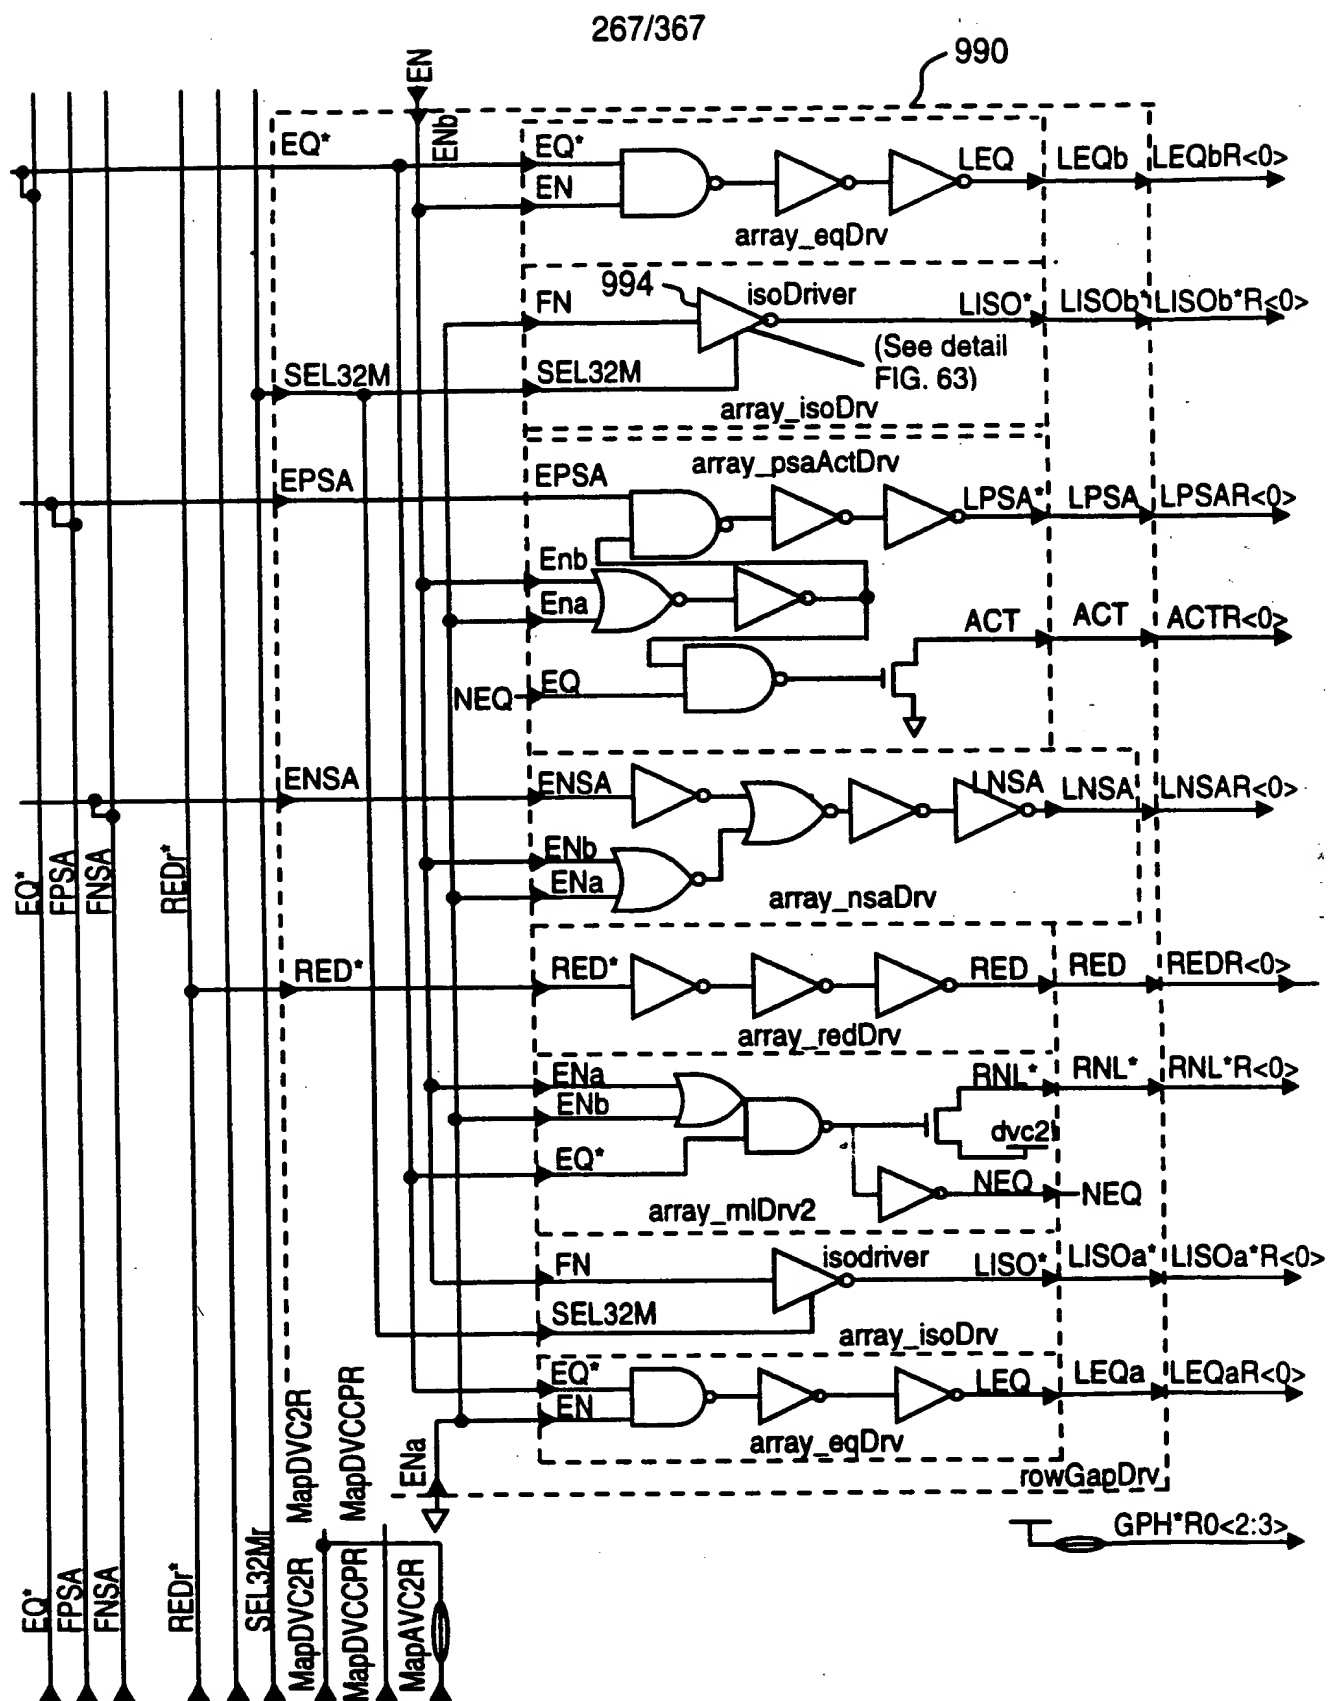 267/367
990
EN
ENb
EQ*
EQ*
EN
LEQ
LEQb
LEQbR<0>
array_eqDrv
994
FN
isoDriver
LISO*
LISOb*
LISOb*R<0>
(See detail
FIG. 63)
SEL32M
SEL32M
array_isoDrv
array_psaActDrv
EPSA
EPSA
LPSA*
LPSA
LPSAR<0>
Enb
Ena
ACT
ACT
ACTR<0>
NEQ
EQ
ENSA
ENSA
LNSA
LNSA
LNSAR<0>
ENb
ENa
array_nsaDrv
EQ*
FPSA
FNSA
REDr*
RED*
RED*
RED
RED
REDR<0>
array_redDrv
ENa
ENb
RNL*
RNL*
RNL*R<0>
dvc2
EQ*
NEQ
NEQ
array_rnlDrv2
FN
isodriver
LISO*
LISOa*
LISOa*R<0>
SEL32M
array_isoDrv
EQ*
EN
LEQ
LEQa
LEQaR<0>
array_eqDrv
MapDVC2R
MapDVCCPR
ENa
rowGapDrv
GPH*R0<2:3>
EQ*
FPSA
FNSA
REDr*
SEL32Mr
MapDVC2R
MapDVCCPR
MapAVC2R